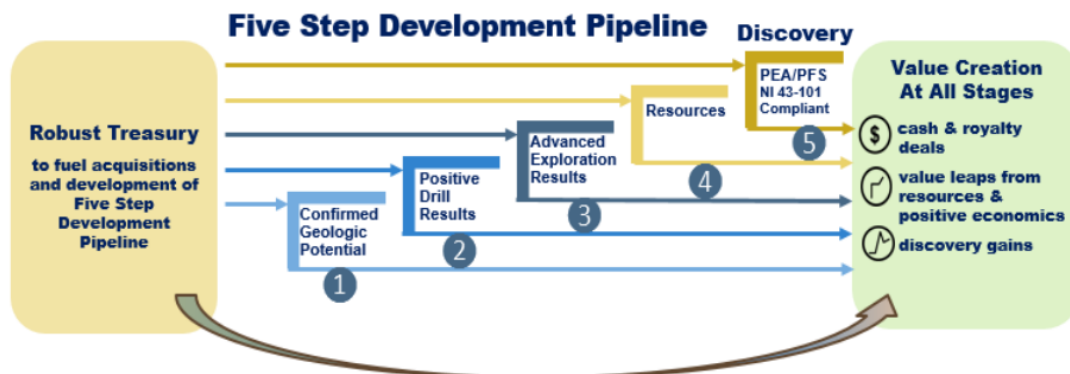 Five Step Development Pipeline
Discovery
Robust Treasury
to fuel acquisitions
and development of
Five Step
Development
Pipeline
Confirmed
Geologic
Potential
1
Positive
Drill
Results
2
Advanced
Exploration
Results
3
Resources
4
PEA/PFS
NI 43-101
Compliant
5
Value Creation
At All Stages
$ cash & royalty
deals
value leaps from
resources &
positive economics
discovery gains